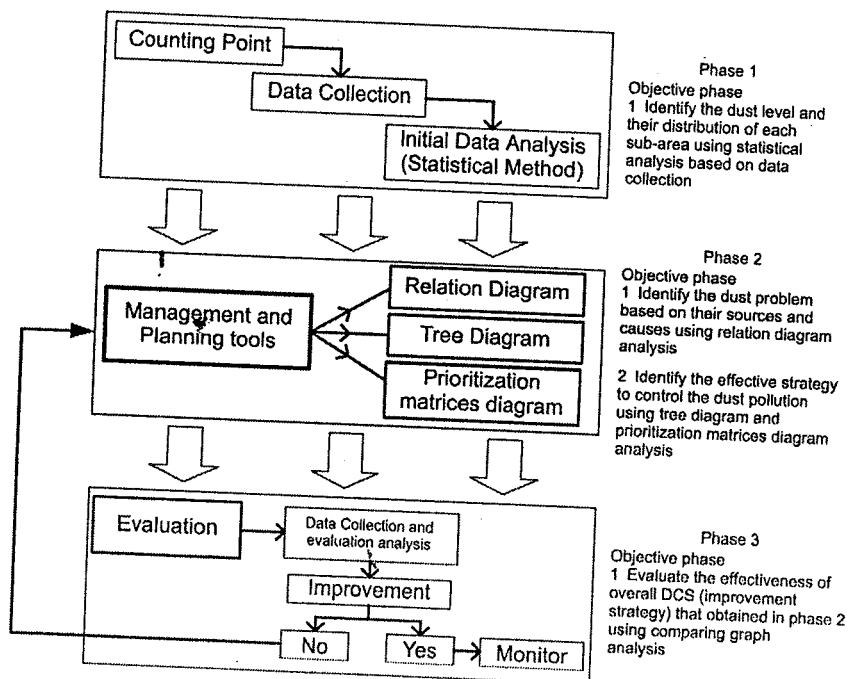 Counting Point
Data Collection
Initial Data Analysis
(Statistical Method)
Phase 1
Objective phase
1 Identify the dust level and
their distribution of each
sub-area using statistical
analysis based on data
collection
Management and
Planning tools
Relation Diagram
Tree Diagram
Prioritization
matrices diagram
Phase 2
Objective phase
1 Identify the dust problem
based on their sources and
causes using relation diagram
analysis
2 Identify the effective strategy
to control the dust pollution
using tree diagram and
prioritization matrices diagram
analysis
Evaluation
Data Collection and
evaluation analysis
Improvement
No
Yes
Monitor
Phase 3
Objective phase
1 Evaluate the effectiveness of
overall DCS (improvement
strategy) that obtained in phase 2
using comparing graph
analysis